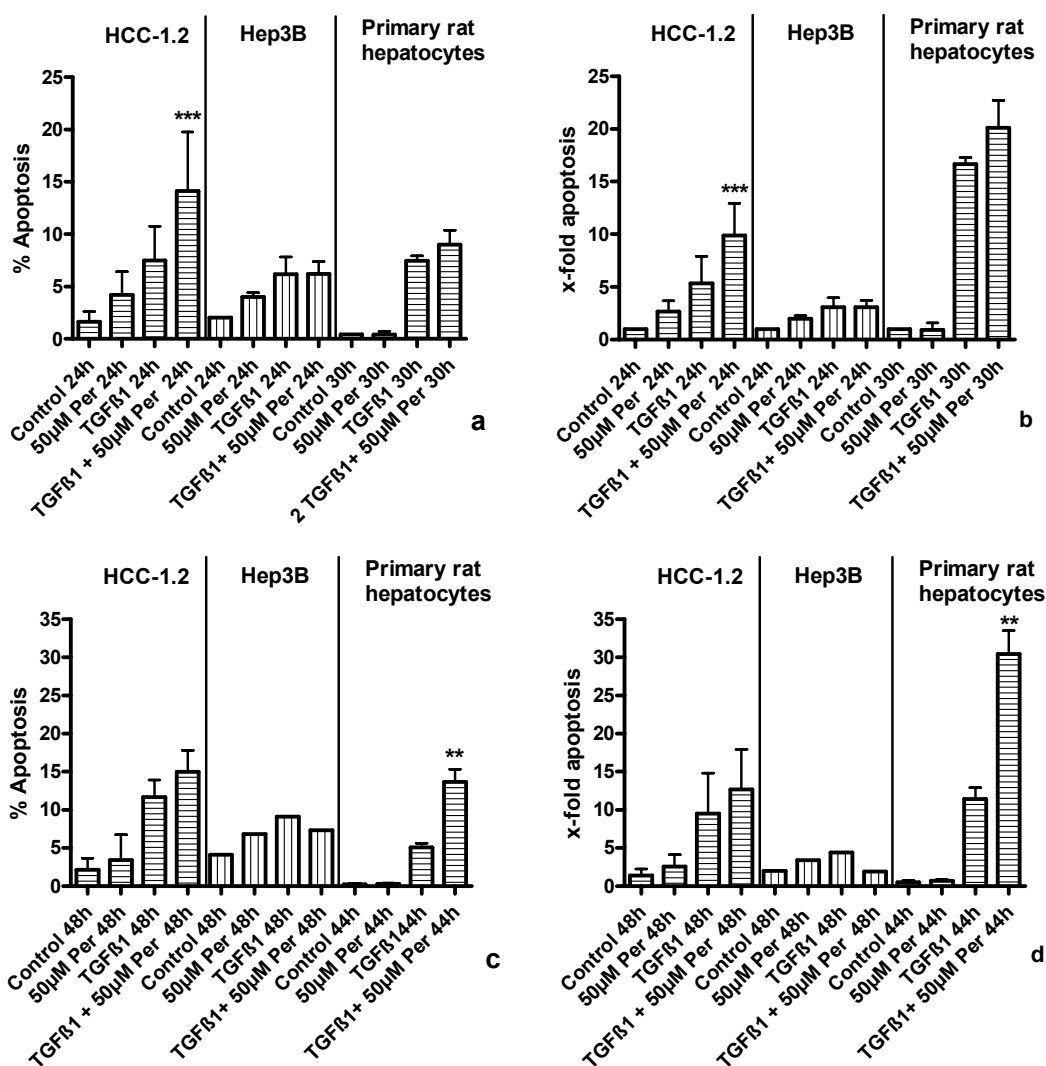 HCC-1.2
Hep3B
Primary rat
hepatocytes
% Apoptosis
25
20
15
10
5
0
***
Control 24h
50µM Per 24h
TGFß1 24h
TGFß1 + 50µM Per 24h
Control 24h
50µM Per 24h
TGFß1 24h
TGFß1+ 50µM Per 24h
Control 30h
50µM Per 30h
TGFß1 30h
2 TGFß1+ 50µM Per 30h
a
HCC-1.2
Hep3B
Primary rat
hepatocytes
x-fold apoptosis
25
20
15
10
5
0
***
Control 24h
50µM Per 24h
TGFß1 24h
TGFß1 + 50µM Per 24h
Control 24h
50µM Per 24h
TGFß1 24h
TGFß1+ 50µM Per 24h
Control 30h
50µM Per 30h
TGFß1 30h
TGFß1+ 50µM Per 30h
b
HCC-1.2
Hep3B
Primary rat
hepatocytes
% Apoptosis
35
30
25
20
15
10
5
0
**
Control 48h
50µM Per 48h
TGFß1 48h
TGFß1 + 50µM Per 48h
Control 48h
50µM Per 48h
TGFß1 48h
TGFß1+ 50µM Per 48h
Control 44h
50µM Per 44h
TGFß144h
TGFß1+ 50µM Per 44h
c
HCC-1.2
Hep3B
Primary rat
hepatocytes
x-fold apoptosis
35
30
25
20
15
10
5
0
**
Control 48h
50µM Per 48h
TGFß1 48h
TGFß1 + 50µM Per 48h
Control 48h
50µM Per 48h
TGFß1 48h
TGFß1 + 50µM Per 48h
Control 44h
50µM Per 44h
TGFß1 44h
TGFß1+ 50µM Per 44h
d